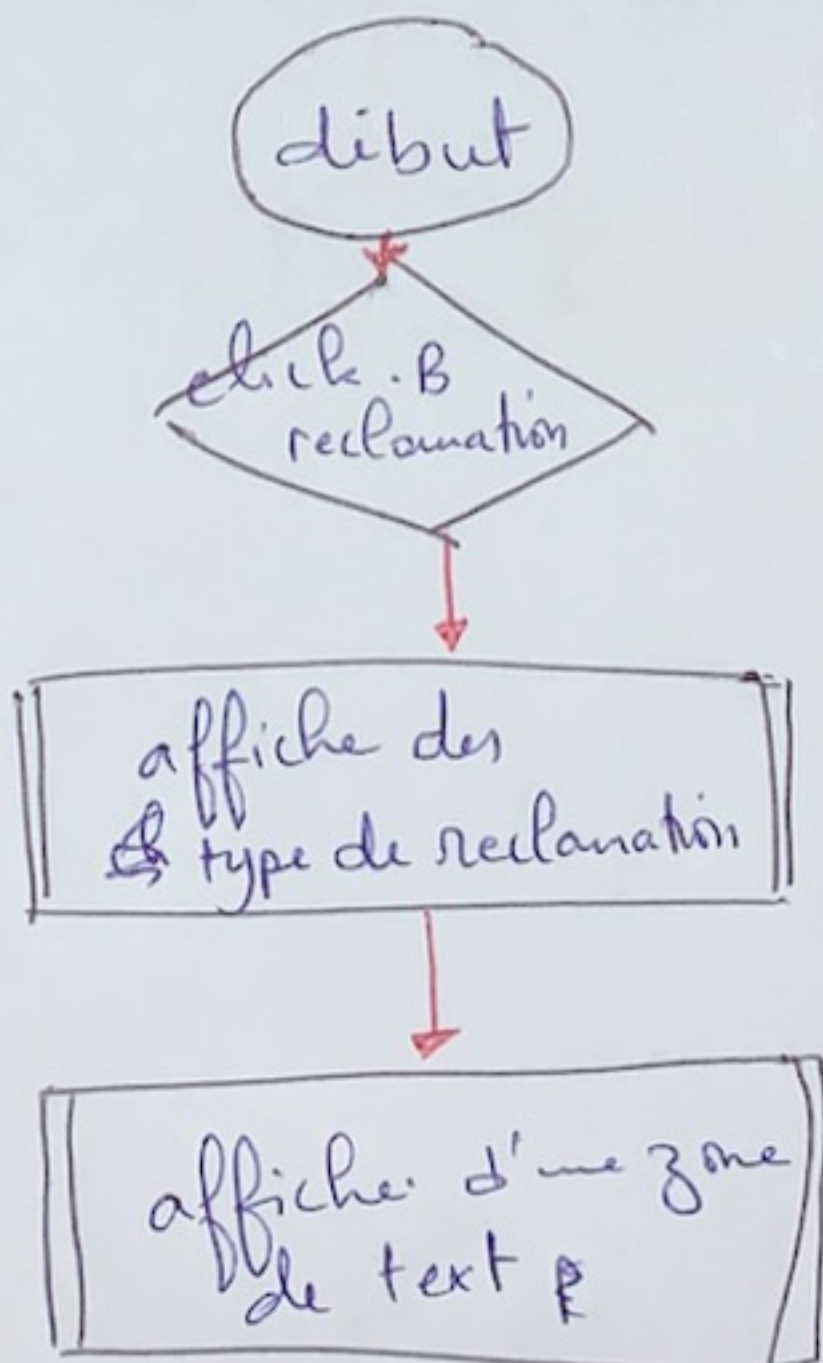 dibut
click.B
reclamation
affiche des
type de reclamation
affiche. d'une zone
de text